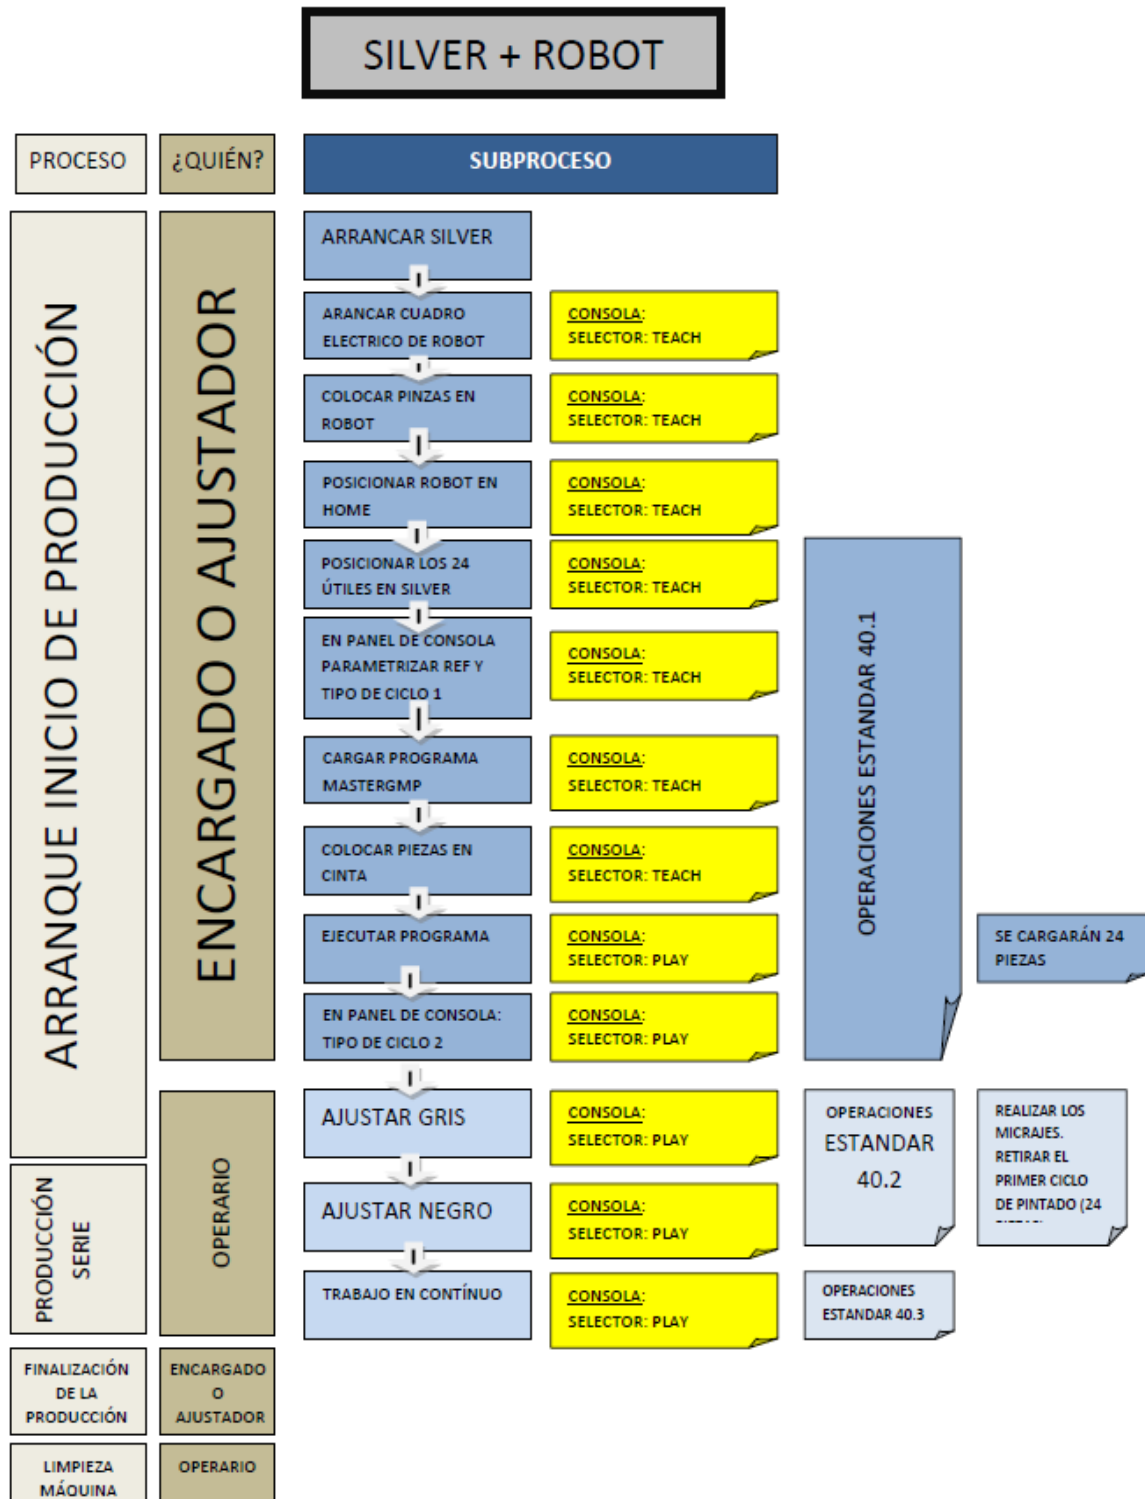 SILVER + ROBOT
PROCESO
¿QUIÉN?
SUBPROCESO
ARRANQUE INICIO DE PRODUCCIÓN
ENCARGADO O AJUSTADOR
ARRANCAR SILVER
ARANCAR CUADRO
ELECTRICO DE ROBOT
CONSOLA:
SELECTOR: TEACH
COLOCAR PINZAS EN
ROBOT
CONSOLA:
SELECTOR: TEACH
POSICIONAR ROBOT EN
HOME
CONSOLA:
SELECTOR: TEACH
POSICIONAR LOS 24
ÚTILES EN SILVER
CONSOLA:
SELECTOR: TEACH
EN PANEL DE CONSOLA
PARAMETRIZAR REF Y
TIPO DE CICLO 1
CONSOLA:
SELECTOR: TEACH
CARGAR PROGRAMA
MASTERGMP
CONSOLA:
SELECTOR: TEACH
COLOCAR PIEZAS EN
CINTA
CONSOLA:
SELECTOR: TEACH
EJECUTAR PROGRAMA
CONSOLA:
SELECTOR: PLAY
EN PANEL DE CONSOLA:
TIPO DE CICLO 2
CONSOLA:
SELECTOR: PLAY
OPERACIONES ESTANDAR 40.1
SE CARGARÁN 24
PIEZAS
OPERARIO
AJUSTAR GRIS
CONSOLA:
SELECTOR: PLAY
OPERACIONES
ESTANDAR
40.2
REALIZAR LOS
MICRAJES.
RETIRAR EL
PRIMER CICLO
DE PINTADO (24
PRODUCCIÓN
SERIE
AJUSTAR NEGRO
CONSOLA:
SELECTOR: PLAY
TRABAJO EN CONTÍNUO
CONSOLA:
SELECTOR: PLAY
OPERACIONES
ESTANDAR 40.3
FINALIZACIÓN
DE LA
PRODUCCIÓN
ENCARGADO
O
AJUSTADOR
LIMPIEZA
MÁQUINA
OPERARIO